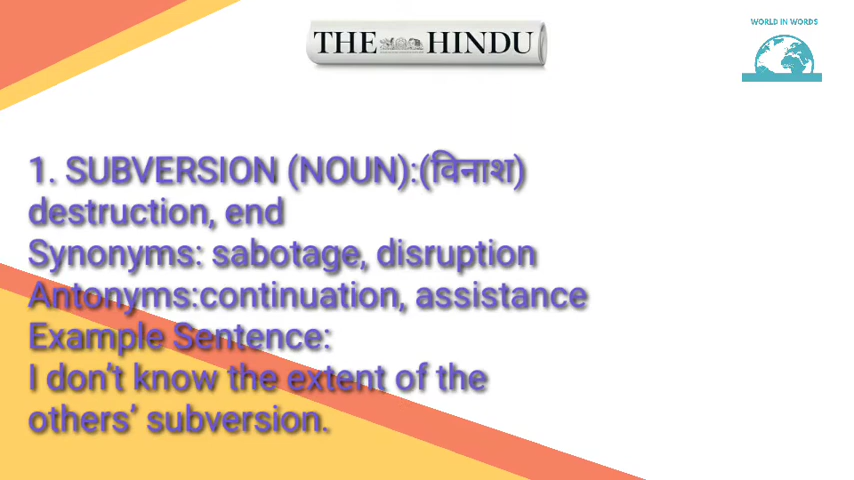 THE HINDU
WORLD IN WORDS
1. SUBVERSION (NOUN):(विनाश)
destruction, end
Synonyms: sabotage, disruption
Antonyms:continuation, assistance
Example Sentence:
I don't know the extent of the
others’ subversion.